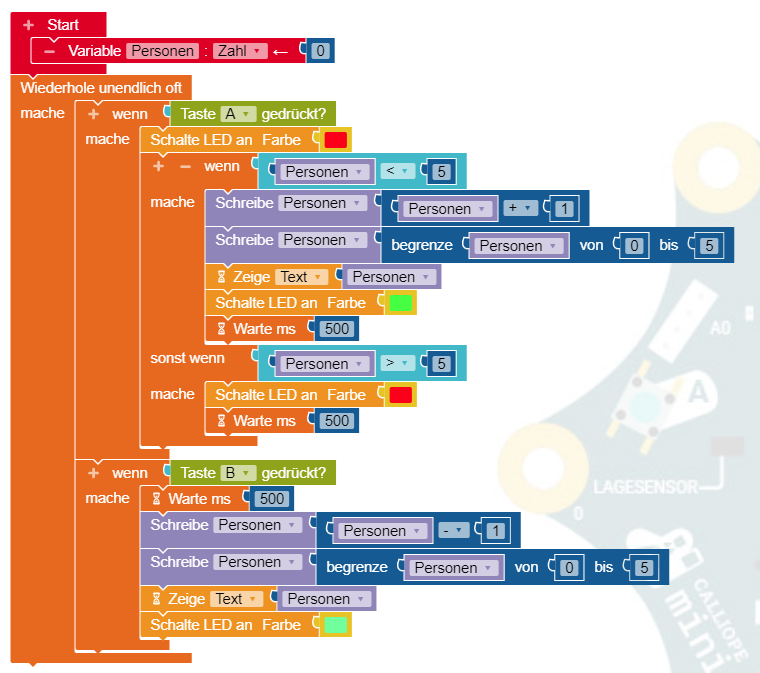 + Start
− Variable Personen : Zahl ← 0
Wiederhole unendlich oft
mache + wenn Taste A gedrückt?
mache Schalte LED an Farbe
+ − wenn Personen < 5
mache Schreibe Personen Personen + 1
Schreibe Personen begrenze Personen von 0 bis 5
Zeige Text Personen
Schalte LED an Farbe
Warte ms 500
sonst wenn Personen > 5
mache Schalte LED an Farbe
Warte ms 500
+ wenn Taste B gedrückt?
mache Warte ms 500
Schreibe Personen Personen - 1
Schreibe Personen begrenze Personen von 0 bis 5
Zeige Text Personen
Schalte LED an Farbe
A0
A
LAGESENSOR
0
CALLIOPE
mini